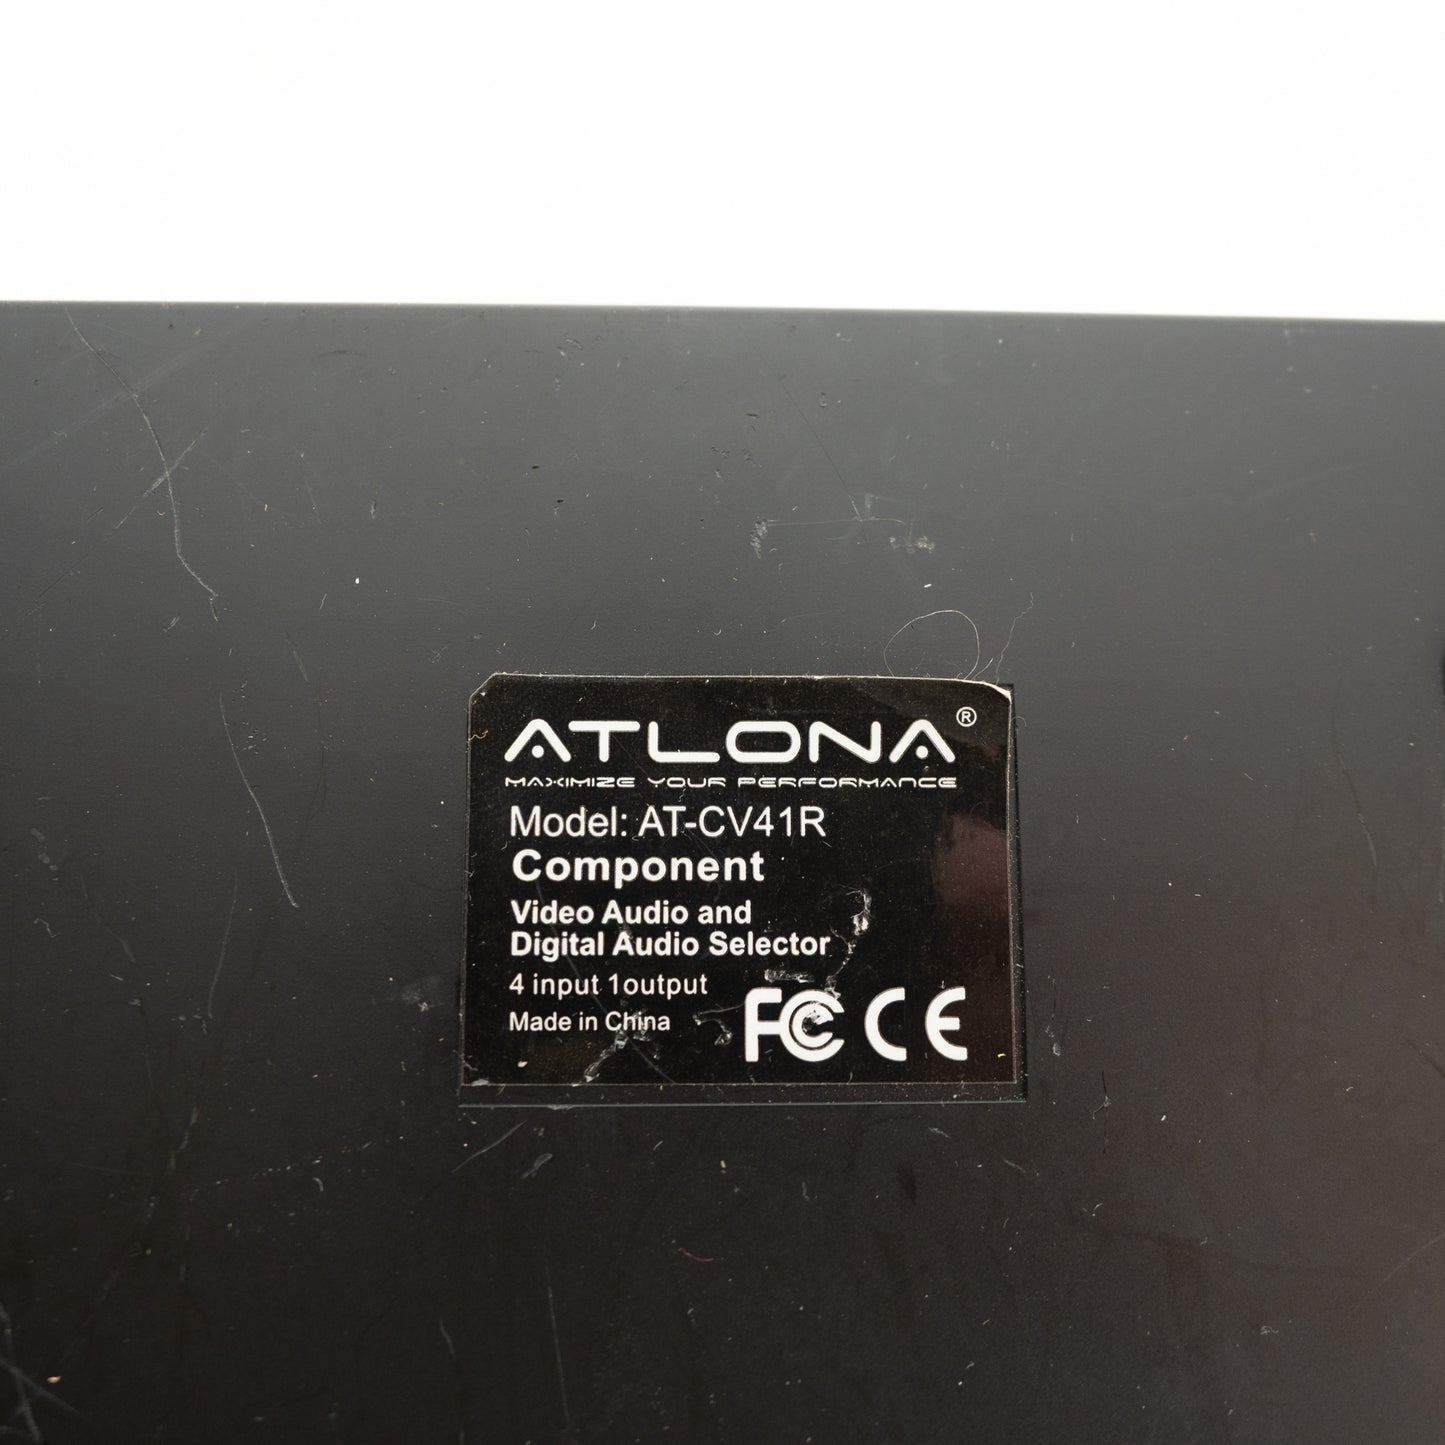 ATLONA®
MAXIMIZE YOUR PERFORMANCE
Model: AT-CV41R
Component
Video Audio and
Digital Audio Selector
4 input 1output
Made in China
FC CE